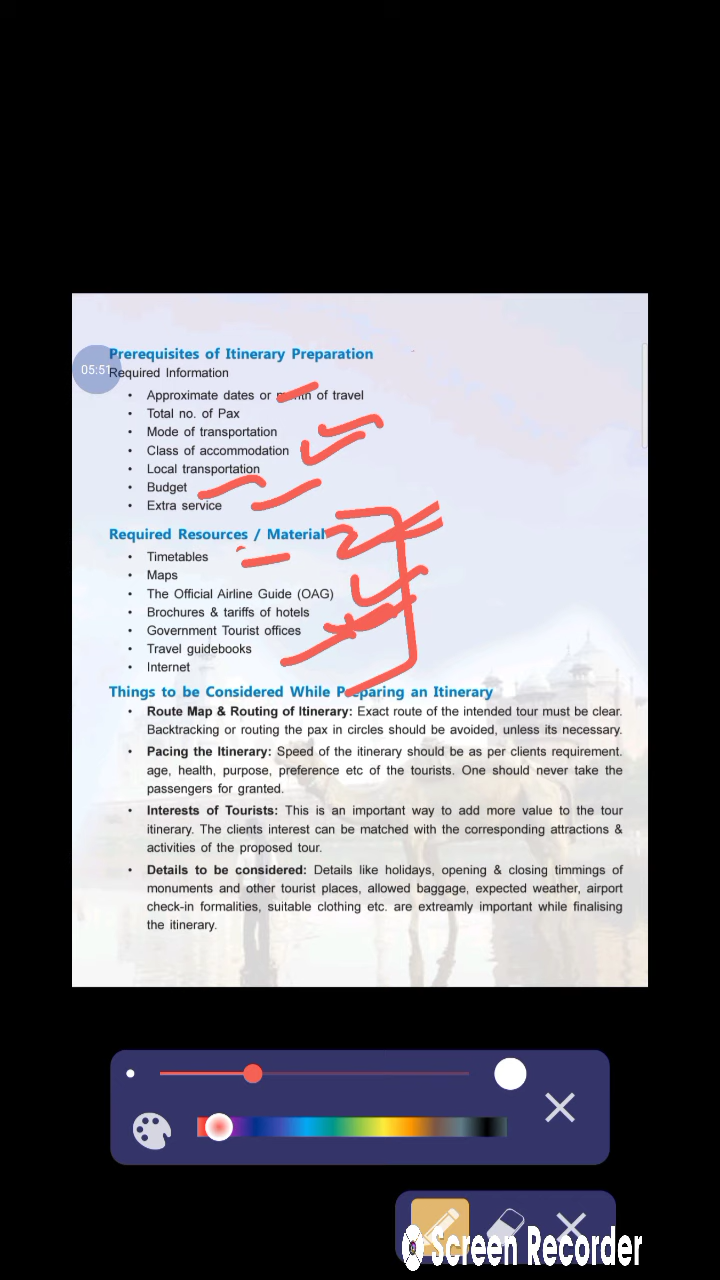 Prerequisites of Itinerary Preparation
05:51
Required Information
• Approximate dates or month of travel
• Total no. of Pax
• Mode of transportation
• Class of accommodation
• Local transportation
• Budget
• Extra service
Required Resources / Material
• Timetables
• Maps
• The Official Airline Guide (OAG)
• Brochures & tariffs of hotels
• Government Tourist offices
• Travel guidebooks
• Internet
Things to be Considered While Preparing an Itinerary
• Route Map & Routing of Itinerary: Exact route of the intended tour must be clear.
Backtracking or routing the pax in circles should be avoided, unless its necessary.
• Pacing the Itinerary: Speed of the itinerary should be as per clients requirement.
age, health, purpose, preference etc of the tourists. One should never take the
passengers for granted.
• Interests of Tourists: This is an important way to add more value to the tour
itinerary. The clients interest can be matched with the corresponding attractions &
activities of the proposed tour.
• Details to be considered: Details like holidays, opening & closing timmings of
monuments and other tourist places, allowed baggage, expected weather, airport
check-in formalities, suitable clothing etc. are extreamly important while finalising
the itinerary.
Screen Recorder